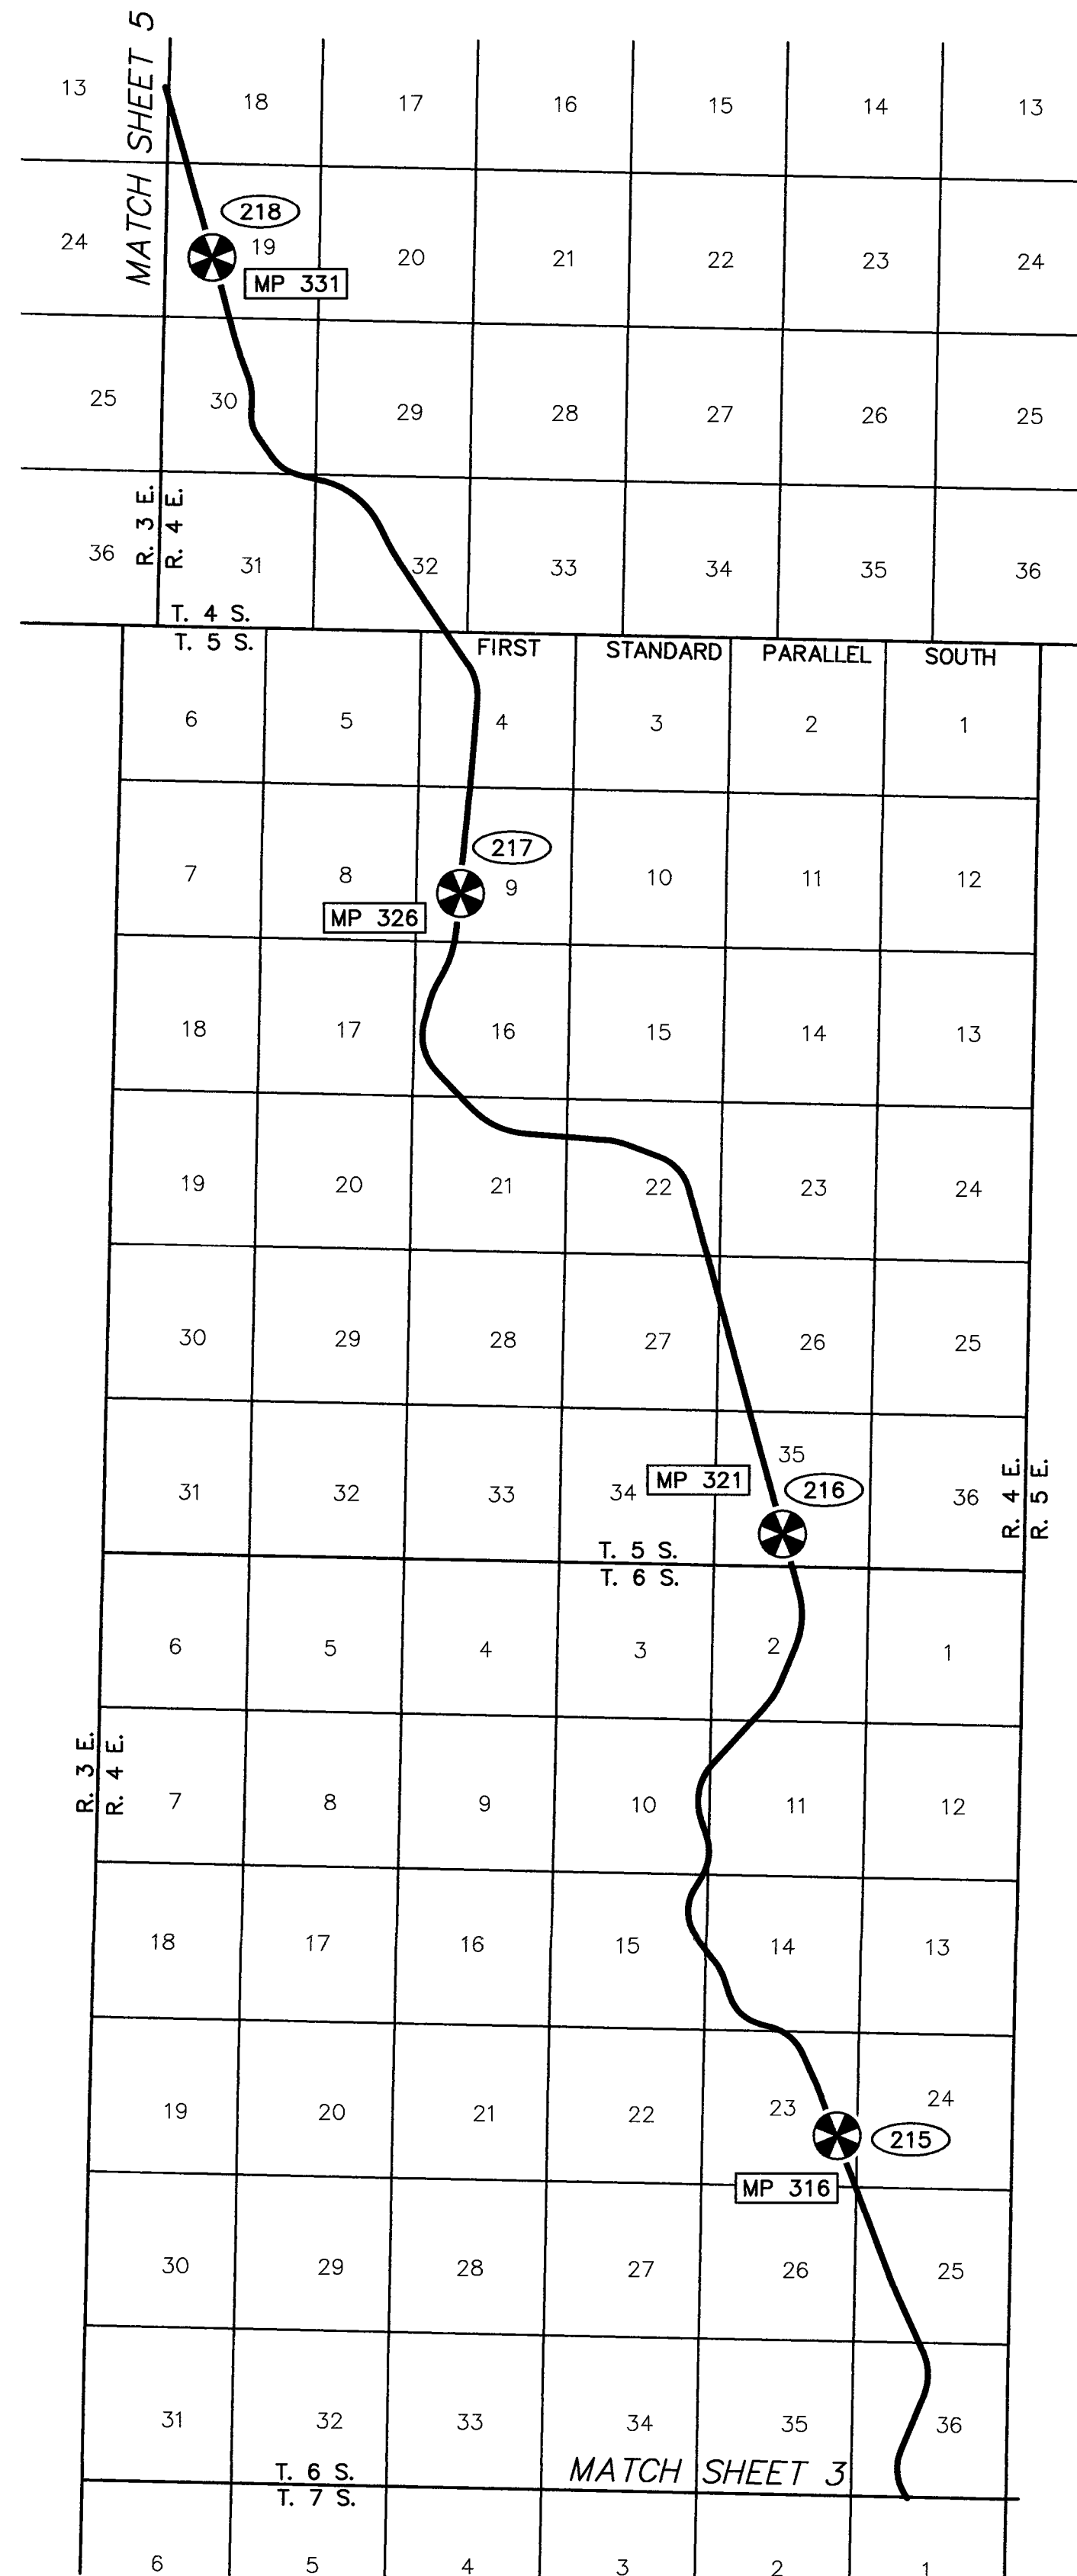 MATCH SHEET 5
13 18 17 16 15 14 13
218
24 19 20 21 22 23 24
MP 331
25 30 29 28 27 26 25
R. 3 E.
R. 4 E.
36 31 32 33 34 35 36
T. 4 S.
T. 5 S.
FIRST STANDARD PARALLEL SOUTH
6 5 4 3 2 1
217
7 8 9 10 11 12
MP 326
18 17 16 15 14 13
19 20 21 22 23 24
30 29 28 27 26 25
35
MP 321
216
31 32 33 34 36
R. 4 E.
R. 5 E.
T. 5 S.
T. 6 S.
6 5 4 3 2 1
R. 3 E.
R. 4 E.
7 8 9 10 11 12
18 17 16 15 14 13
19 20 21 22 23 24
215
MP 316
30 29 28 27 26 25
31 32 33 34 35 36
MATCH SHEET 3
T. 6 S.
T. 7 S.
6 5 4 3 2 1